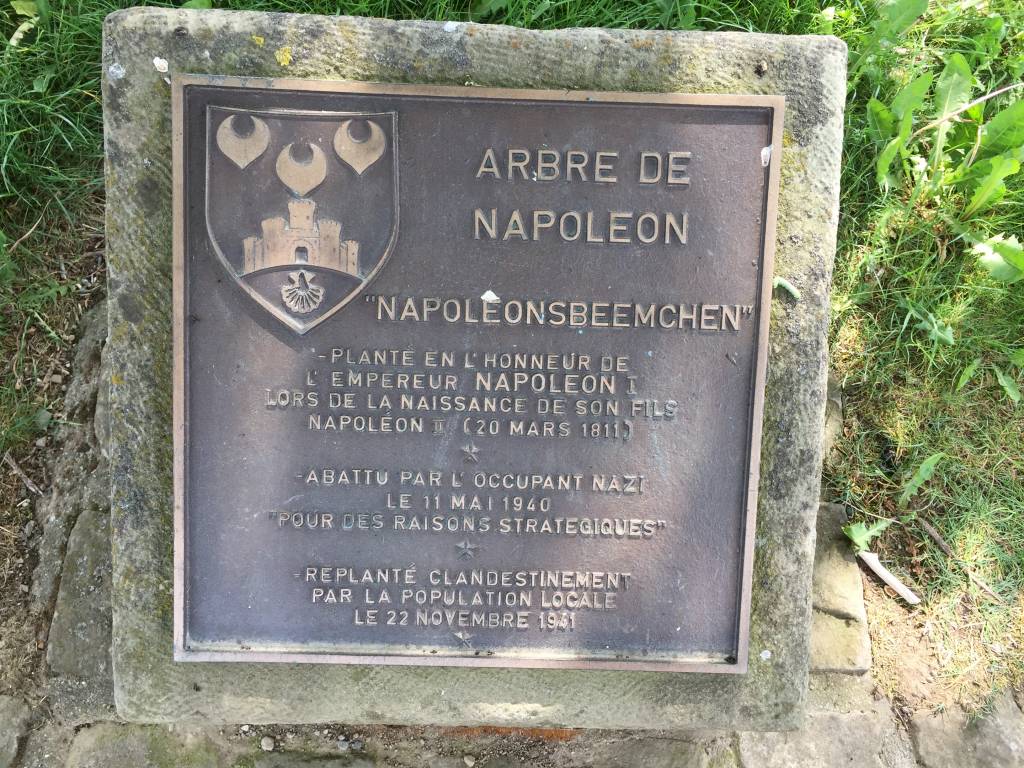 ARBRE DE
NAPOLEON
"NAPOLEONSBEEMCHEN"
-PLANTÉ EN L'HONNEUR DE
L'EMPEREUR NAPOLEON I
LORS DE LA NAISSANCE DE SON FILS
NAPOLÉON II (20 MARS 1811)
-ABATTU PAR L'OCCUPANT NAZI
LE 11 MAI 1940
"POUR DES RAISONS STRATEGIQUES"
-REPLANTÉ CLANDESTINEMENT
PAR LA POPULATION LOCALE
LE 22 NOVEMBRE 1941